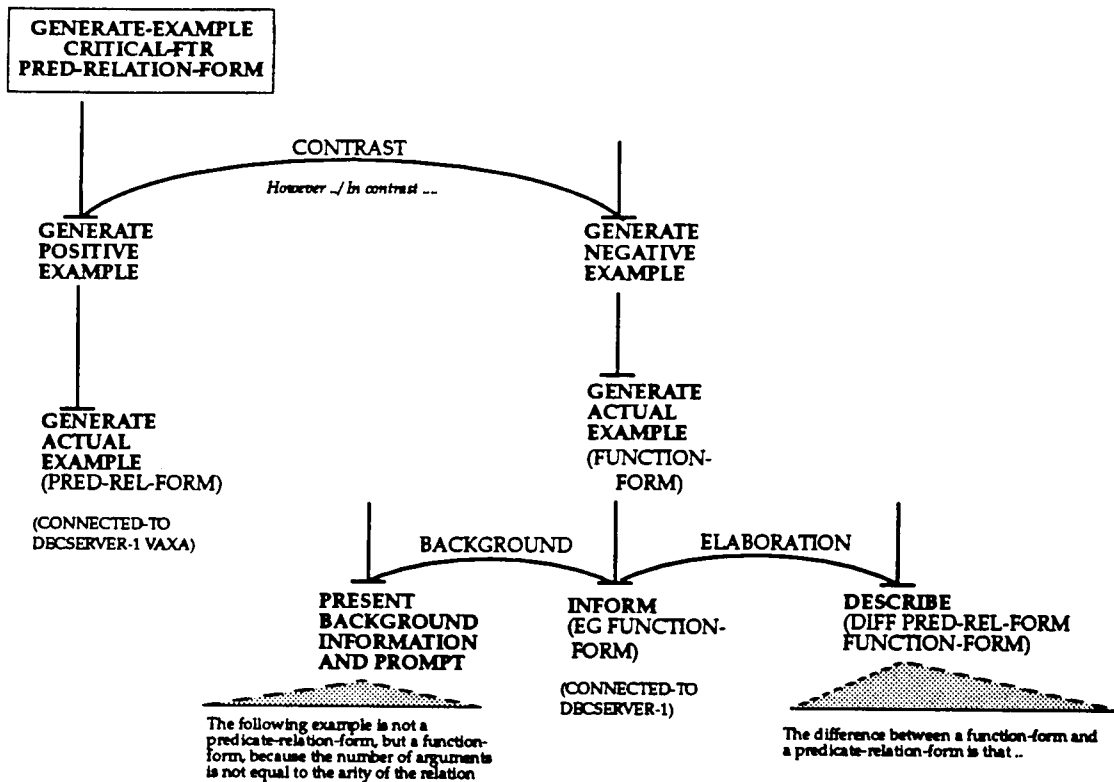 GENERATE-EXAMPLE
CRITICAL-FTR
PRED-RELATION-FORM
CONTRAST
However ../ In contrast ....
GENERATE
POSITIVE
EXAMPLE
GENERATE
NEGATIVE
EXAMPLE
GENERATE
ACTUAL
EXAMPLE
(PRED-REL-FORM)
(CONNECTED-TO
DECSERVER-1 VAXA)
GENERATE
ACTUAL
EXAMPLE
(FUNCTION-
FORM)
BACKGROUND
ELABORATION
PRESENT
BACKGROUND
INFORMATION
AND PROMPT
The following example is not a
predicate-relation-form, but a function-
form, because the number of arguments
is not equal to the arity of the relation
INFORM
(EG FUNCTION-
FORM)
(CONNECTED-TO
DECSERVER-1)
DESCRIBE
(DIFF PRED-REL-FORM
FUNCTION-FORM)
The difference between a function-form and
a predicate-relation-form is that ..